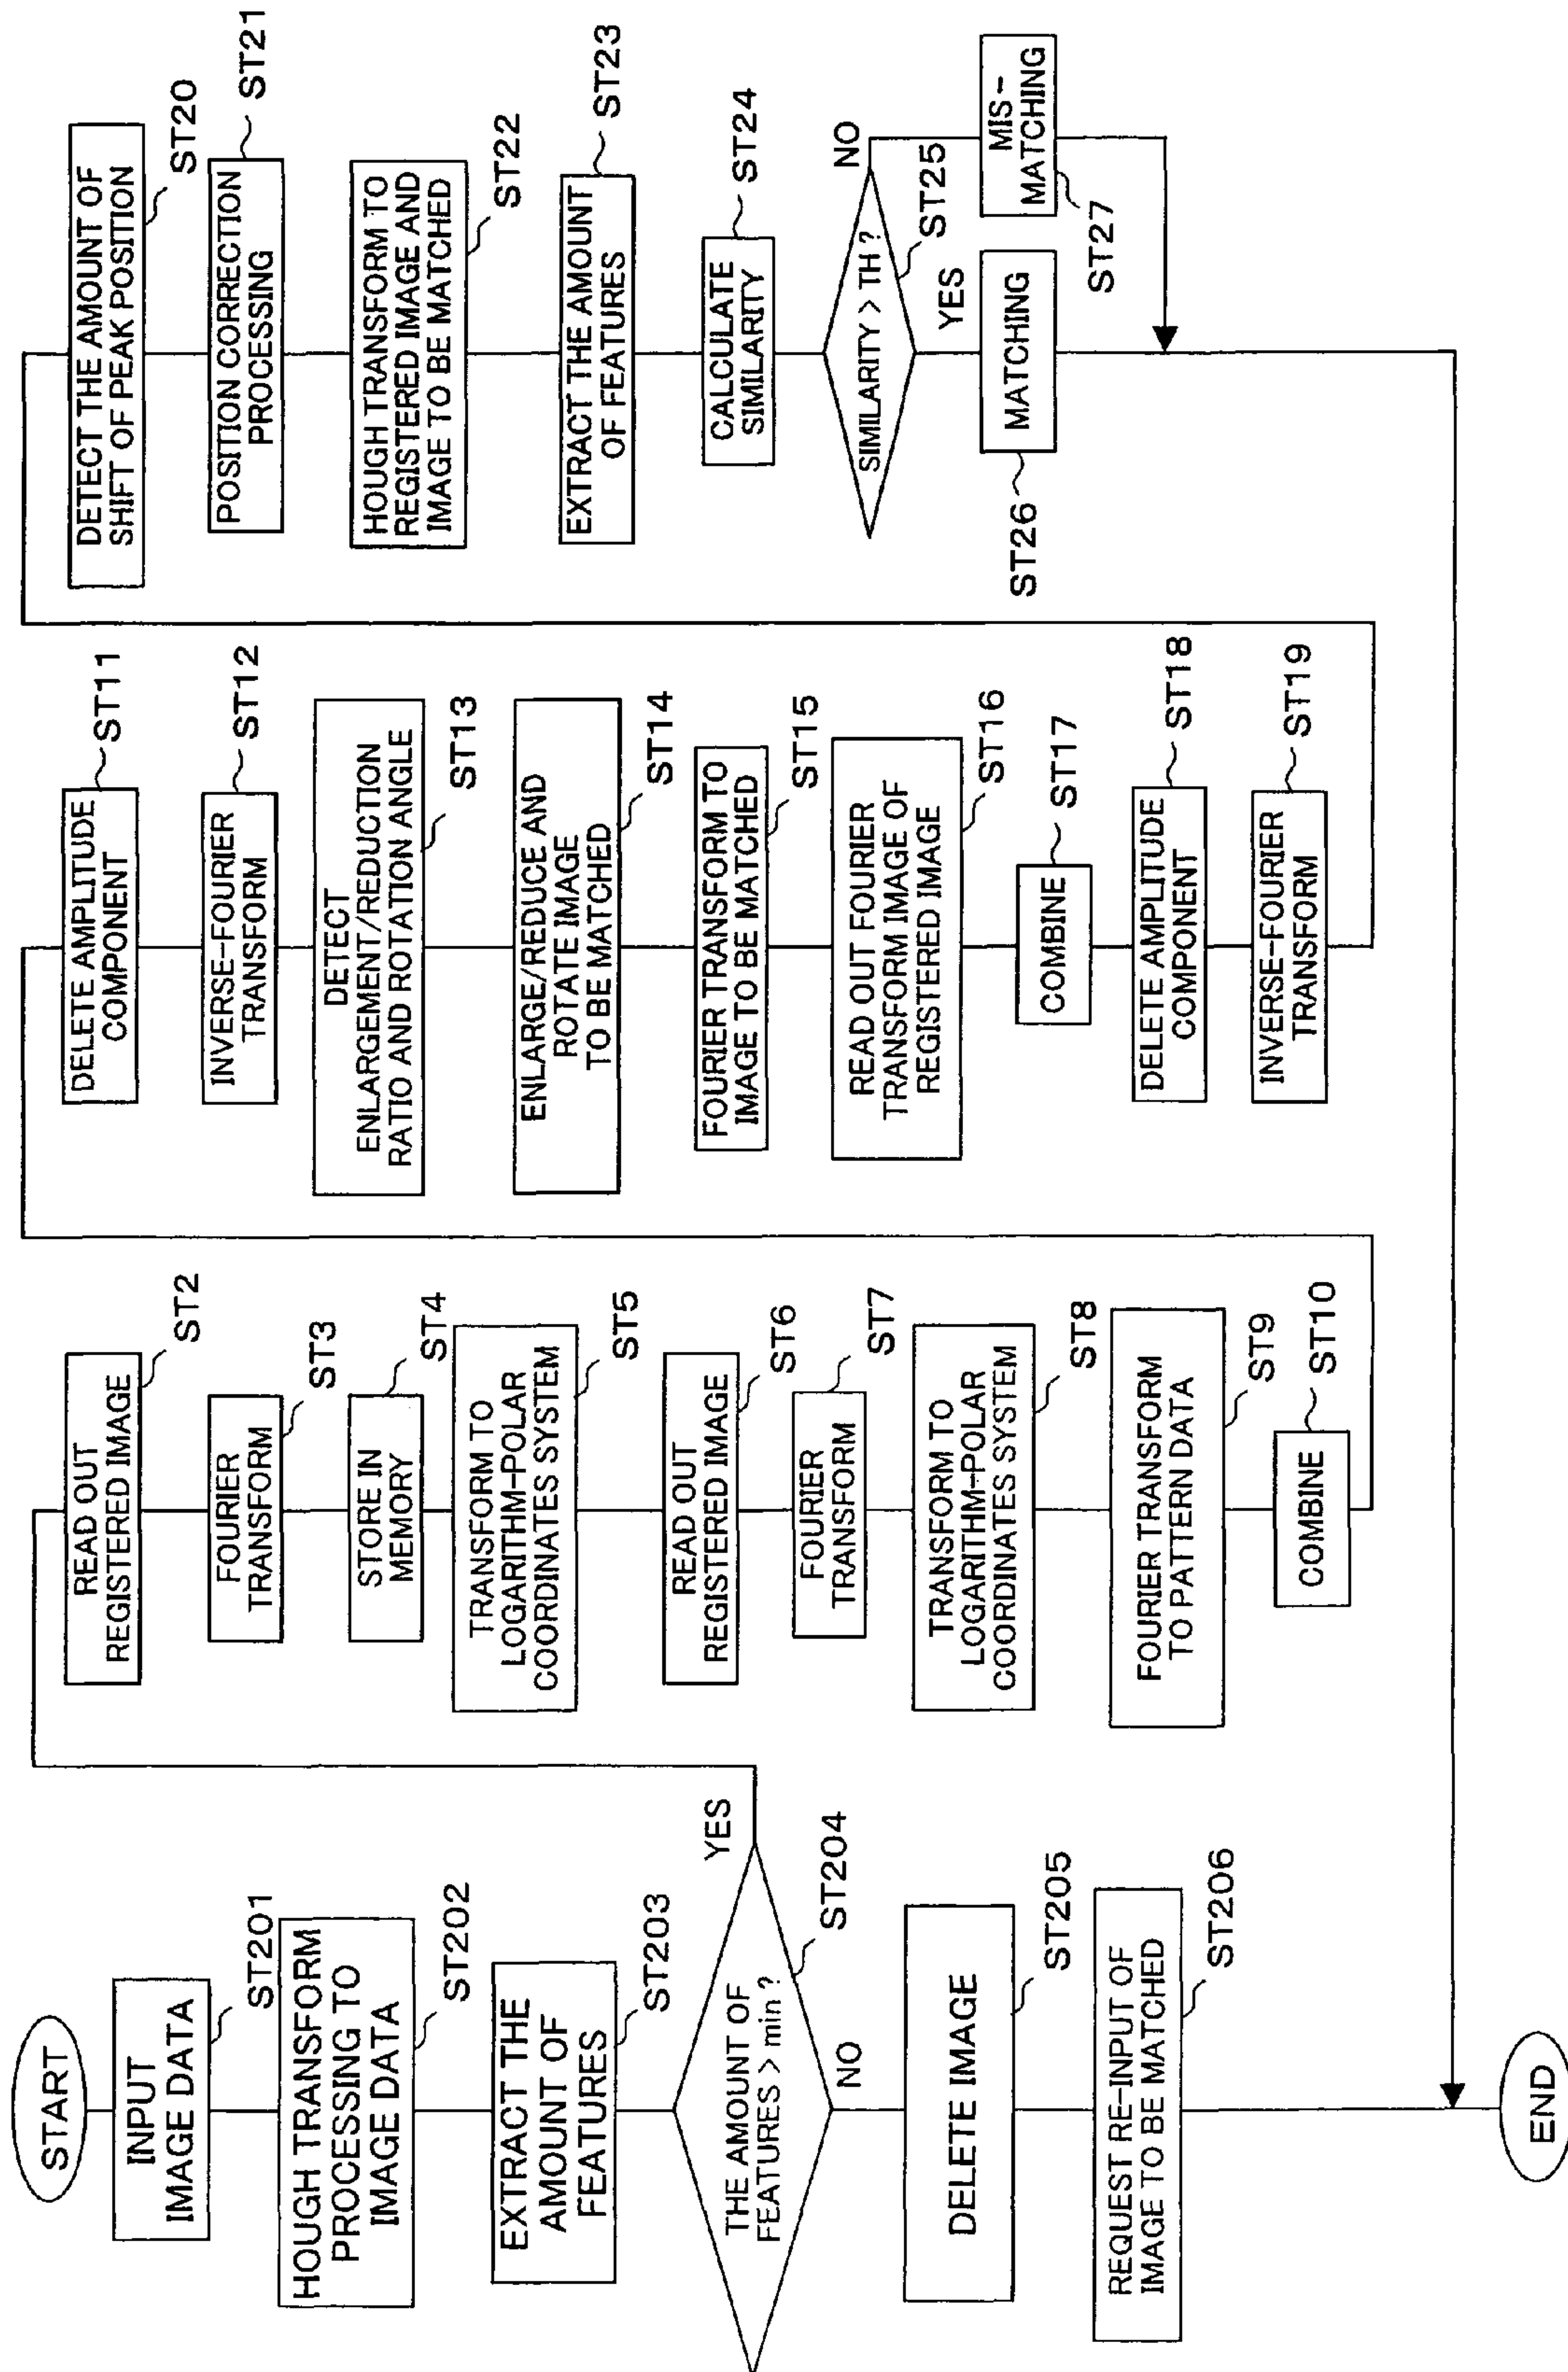 START
INPUT
IMAGE DATA
ST201
HOUGH TRANSFORM
PROCESSING TO
IMAGE DATA
ST202
EXTRACT THE
AMOUNT OF
FEATURES
ST203
THE AMOUNT OF
FEATURES > min ?
ST204
YES
NO
DELETE IMAGE
ST205
REQUEST RE-INPUT OF
IMAGE TO BE MATCHED
ST206
END
READ OUT
REGISTERED IMAGE
ST2
FOURIER
TRANSFORM
ST3
STORE IN
MEMORY
ST4
TRANSFORM TO
LOGARITHM-POLAR
COORDINATES SYSTEM
ST5
READ OUT
REGISTERED IMAGE
ST6
FOURIER
TRANSFORM
ST7
TRANSFORM TO
LOGARITHM-POLAR
COORDINATES SYSTEM
ST8
FOURIER TRANSFORM
TO PATTERN DATA
ST9
COMBINE
ST10
DELETE AMPLITUDE
COMPONENT
ST11
INVERSE-FOURIER
TRANSFORM
ST12
DETECT
ENLARGEMENT/REDUCTION
RATIO AND ROTATION ANGLE
ST13
ENLARGE/REDUCE AND
ROTATE IMAGE
TO BE MATCHED
ST14
FOURIER TRANSFORM TO
IMAGE TO BE MATCHED
ST15
READ OUT FOURIER
TRANSFORM IMAGE OF
REGISTERED IMAGE
ST16
COMBINE
ST17
DELETE AMPLITUDE
COMPONENT
ST18
INVERSE-FOURIER
TRANSFORM
ST19
DETECT THE AMOUNT OF
SHIFT OF PEAK POSITION
ST20
POSITION CORRECTION
PROCESSING
ST21
HOUGH TRANSFORM TO
REGISTERED IMAGE AND
IMAGE TO BE MATCHED
ST22
EXTRACT THE AMOUNT
OF FEATURES
ST23
CALCULATE
SIMILARITY
ST24
SIMILARITY > TH ?
ST25
NO
YES
MATCHING
ST26
MIS-
MATCHING
ST27